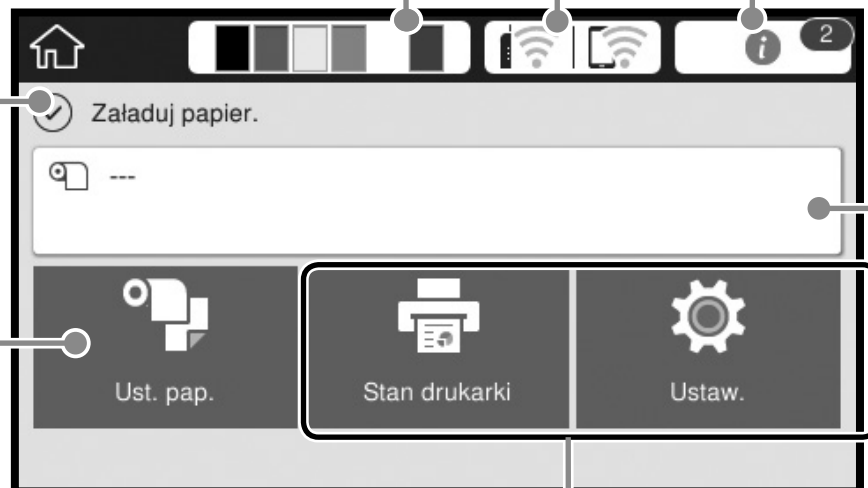 2
Załaduj papier.
---
Ust. pap.
Stan drukarki
Ustaw.